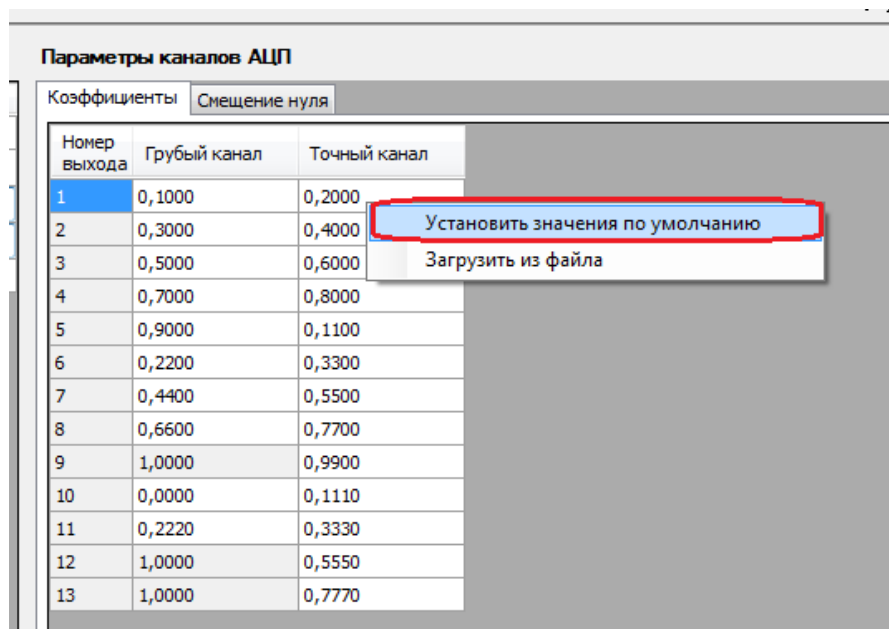 Параметры каналов АЦП
Коэффициенты Смещение нуля
Номер выхода Грубый канал Точный канал
1 0,1000 0,2000
Установить значения по умолчанию
2 0,3000 0,4000
Загрузить из файла
3 0,5000 0,6000
4 0,7000 0,8000
5 0,9000 0,1100
6 0,2200 0,3300
7 0,4400 0,5500
8 0,6600 0,7700
9 1,0000 0,9900
10 0,0000 0,1110
11 0,2220 0,3330
12 1,0000 0,5550
13 1,0000 0,7770